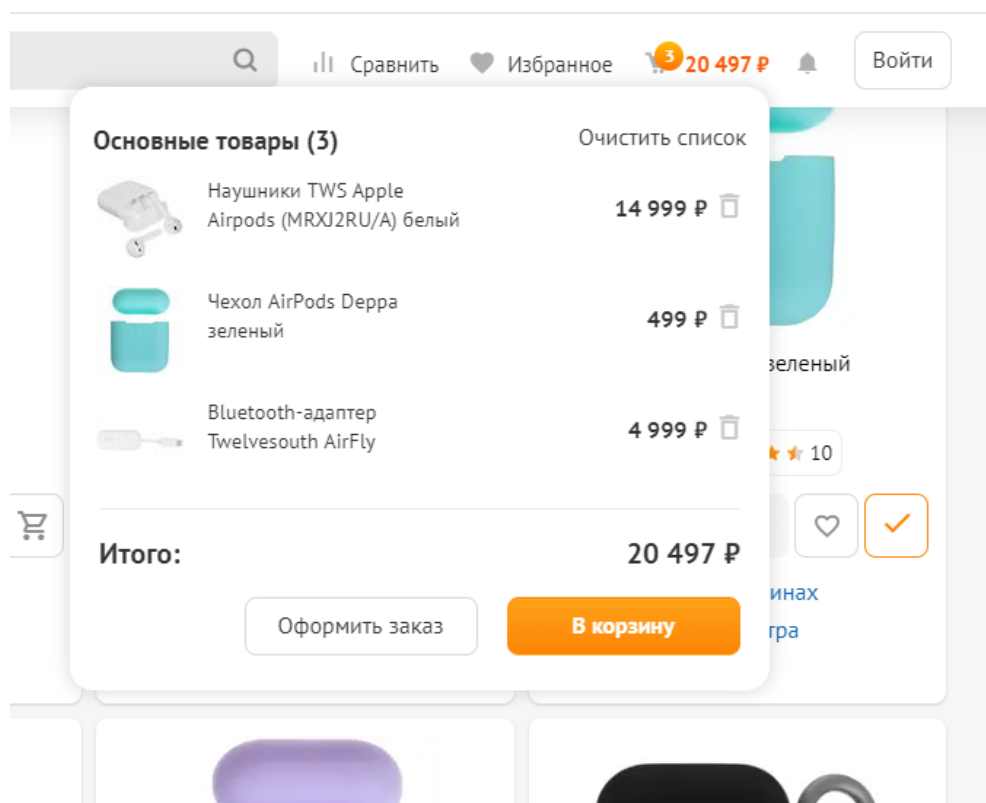 Сравнить
Избранное
3
20 497 ₽
Войти
Основные товары (3)
Очистить список
Наушники TWS Apple
Airpods (MRXJ2RU/A) белый
14 999 ₽
Чехол AirPods Deppa
зеленый
499 ₽
Bluetooth-адаптер
Twelvesouth AirFly
4 999 ₽
Итого:
20 497 ₽
Оформить заказ
В корзину
зеленый
10